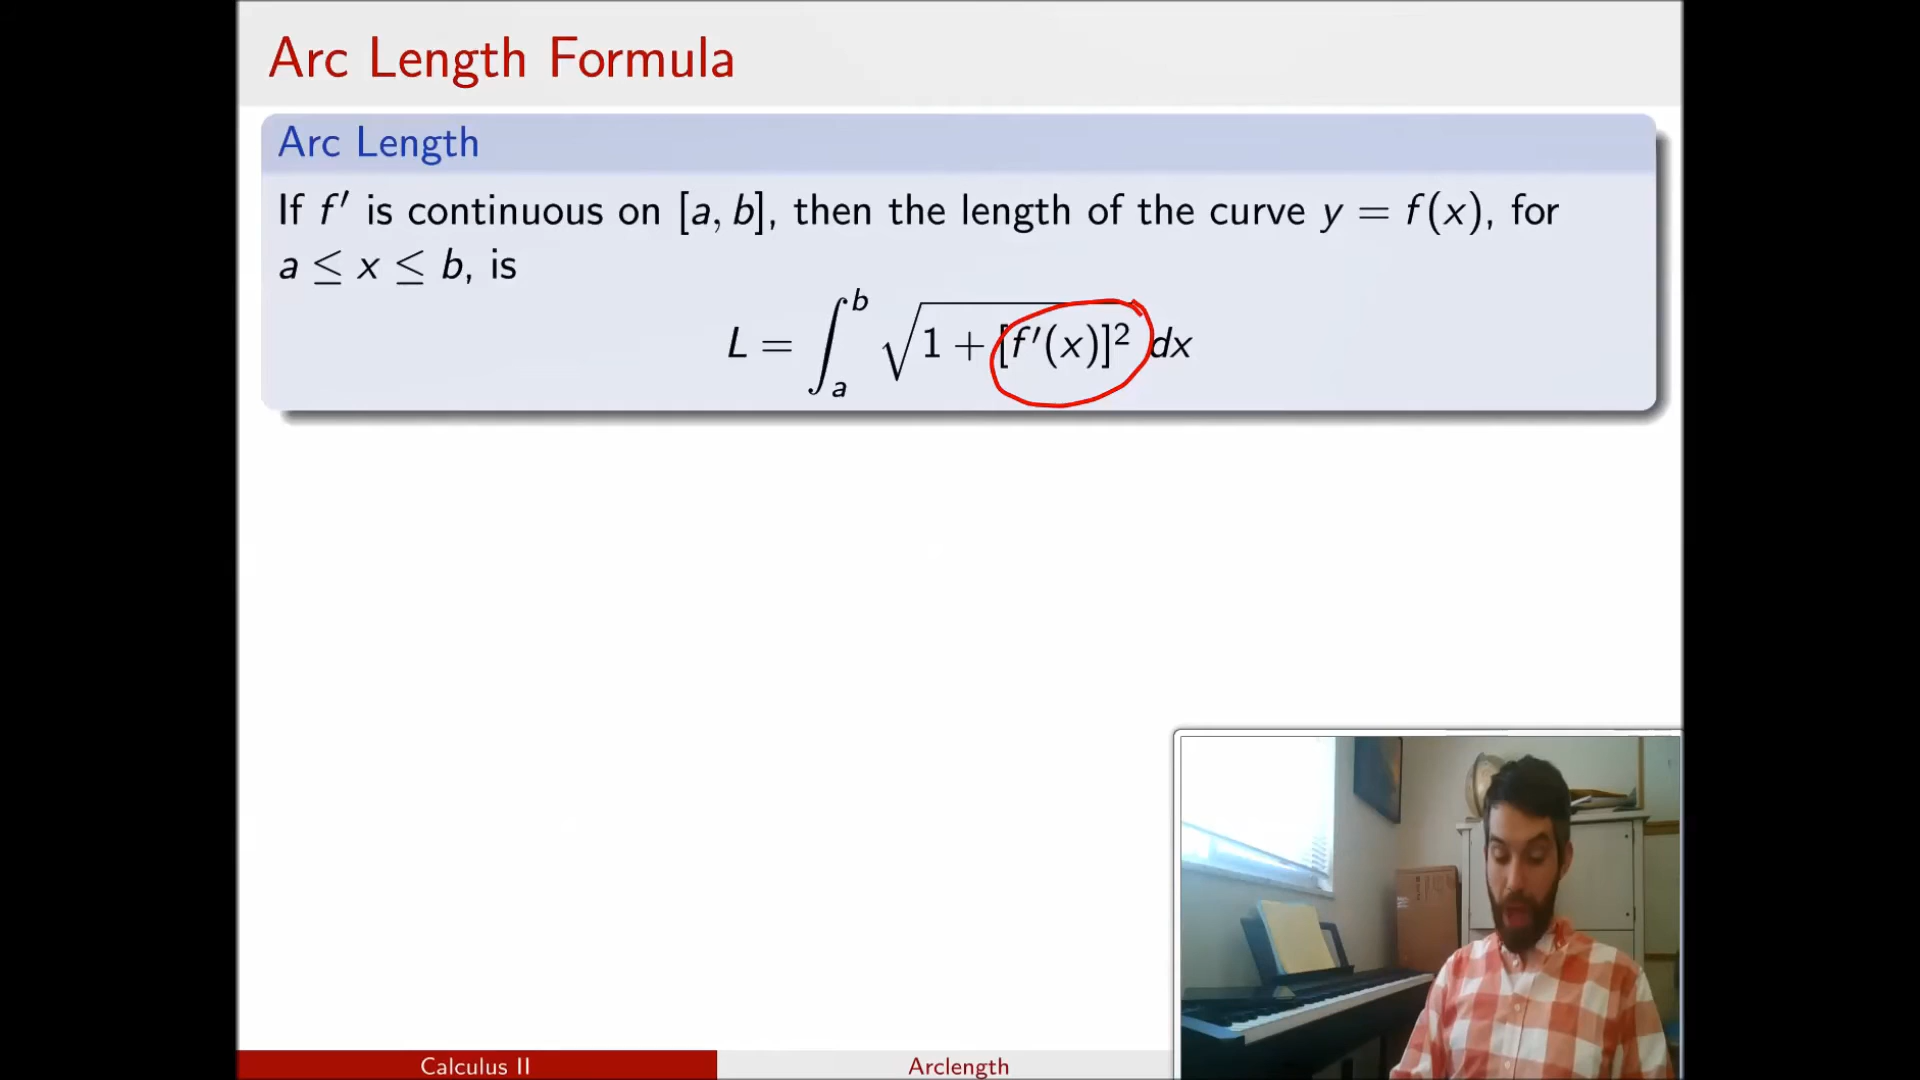 Arc Length Formula
Arc Length
If f′ is continuous on [a, b], then the length of the curve y = f(x), for
a ≤ x ≤ b, is
L = ∫_a^b √(1 + [f′(x)]²) dx
Calculus II
Arclength